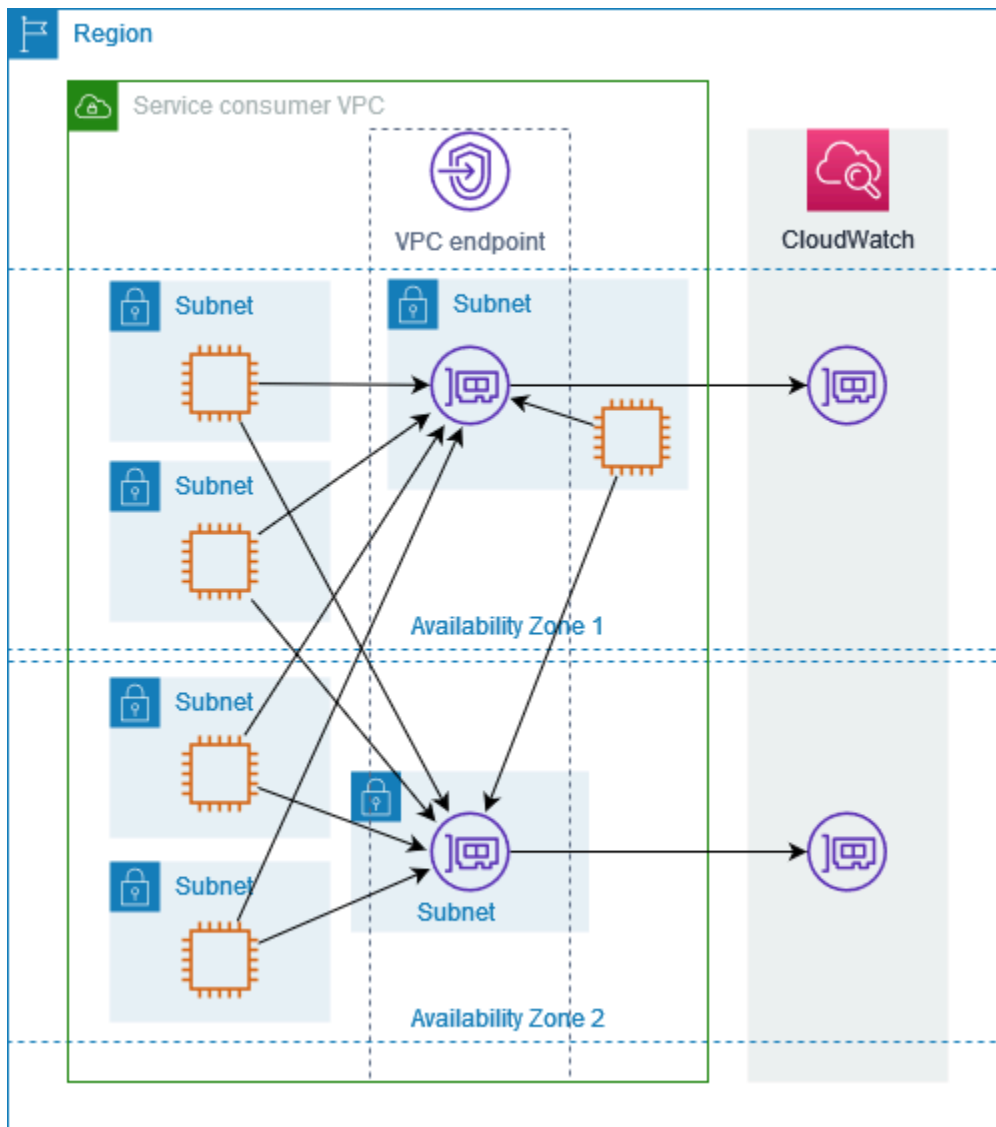 Region
Service consumer VPC
VPC endpoint
CloudWatch
Subnet
Subnet
Subnet
Availability Zone 1
Subnet
Subnet
Subnet
Availability Zone 2